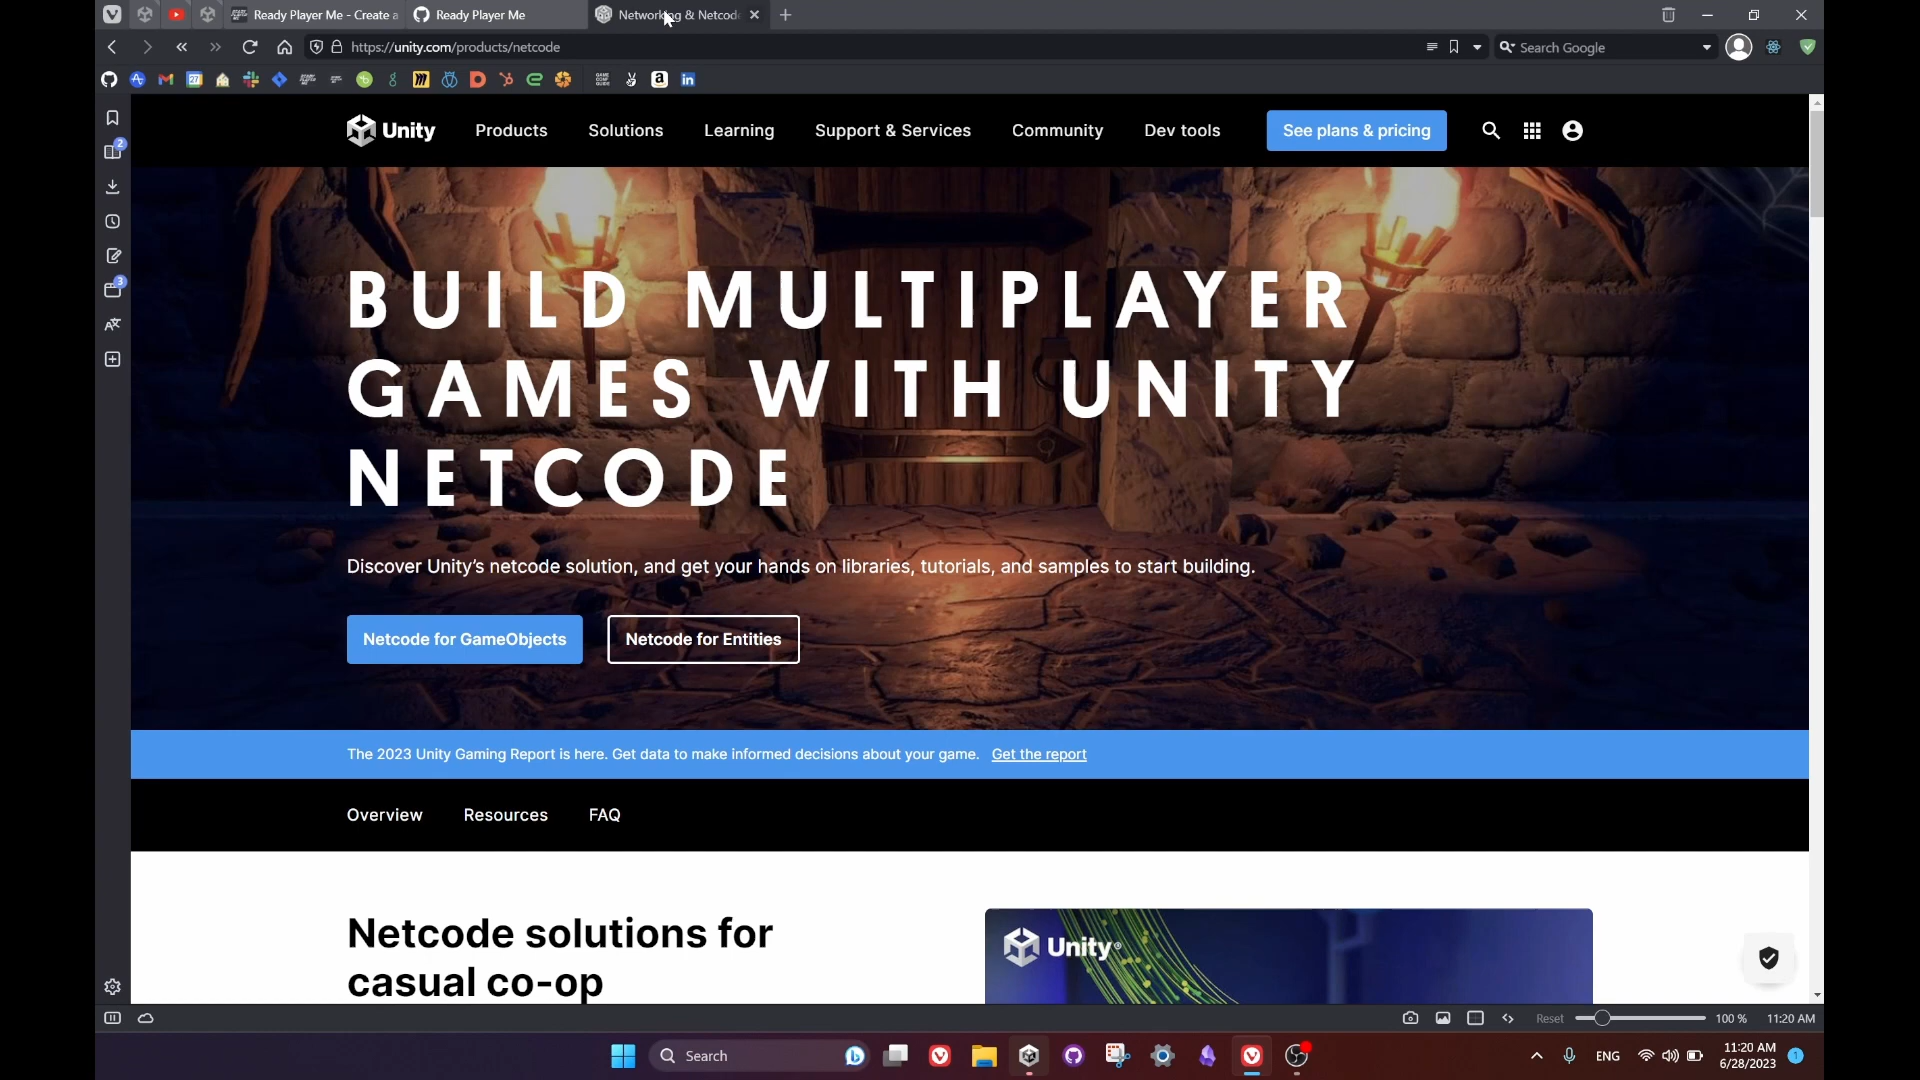 Ready Player Me - Create a
Ready Player Me
Networking & Netcod
https://unity.com/products/netcode
Search Google
27
2
3
Unity
Products
Solutions
Learning
Support & Services
Community
Dev tools
See plans & pricing
BUILD MULTIPLAYER
GAMES WITH UNITY
NETCODE
Discover Unity's netcode solution, and get your hands on libraries, tutorials, and samples to start building.
Netcode for GameObjects
Netcode for Entities
The 2023 Unity Gaming Report is here. Get data to make informed decisions about your game. Get the report
Overview
Resources
FAQ
Netcode solutions for
casual co-op
Unity®
Reset
100 %
11:20 AM
Search
ENG
11:20 AM
6/28/2023
1